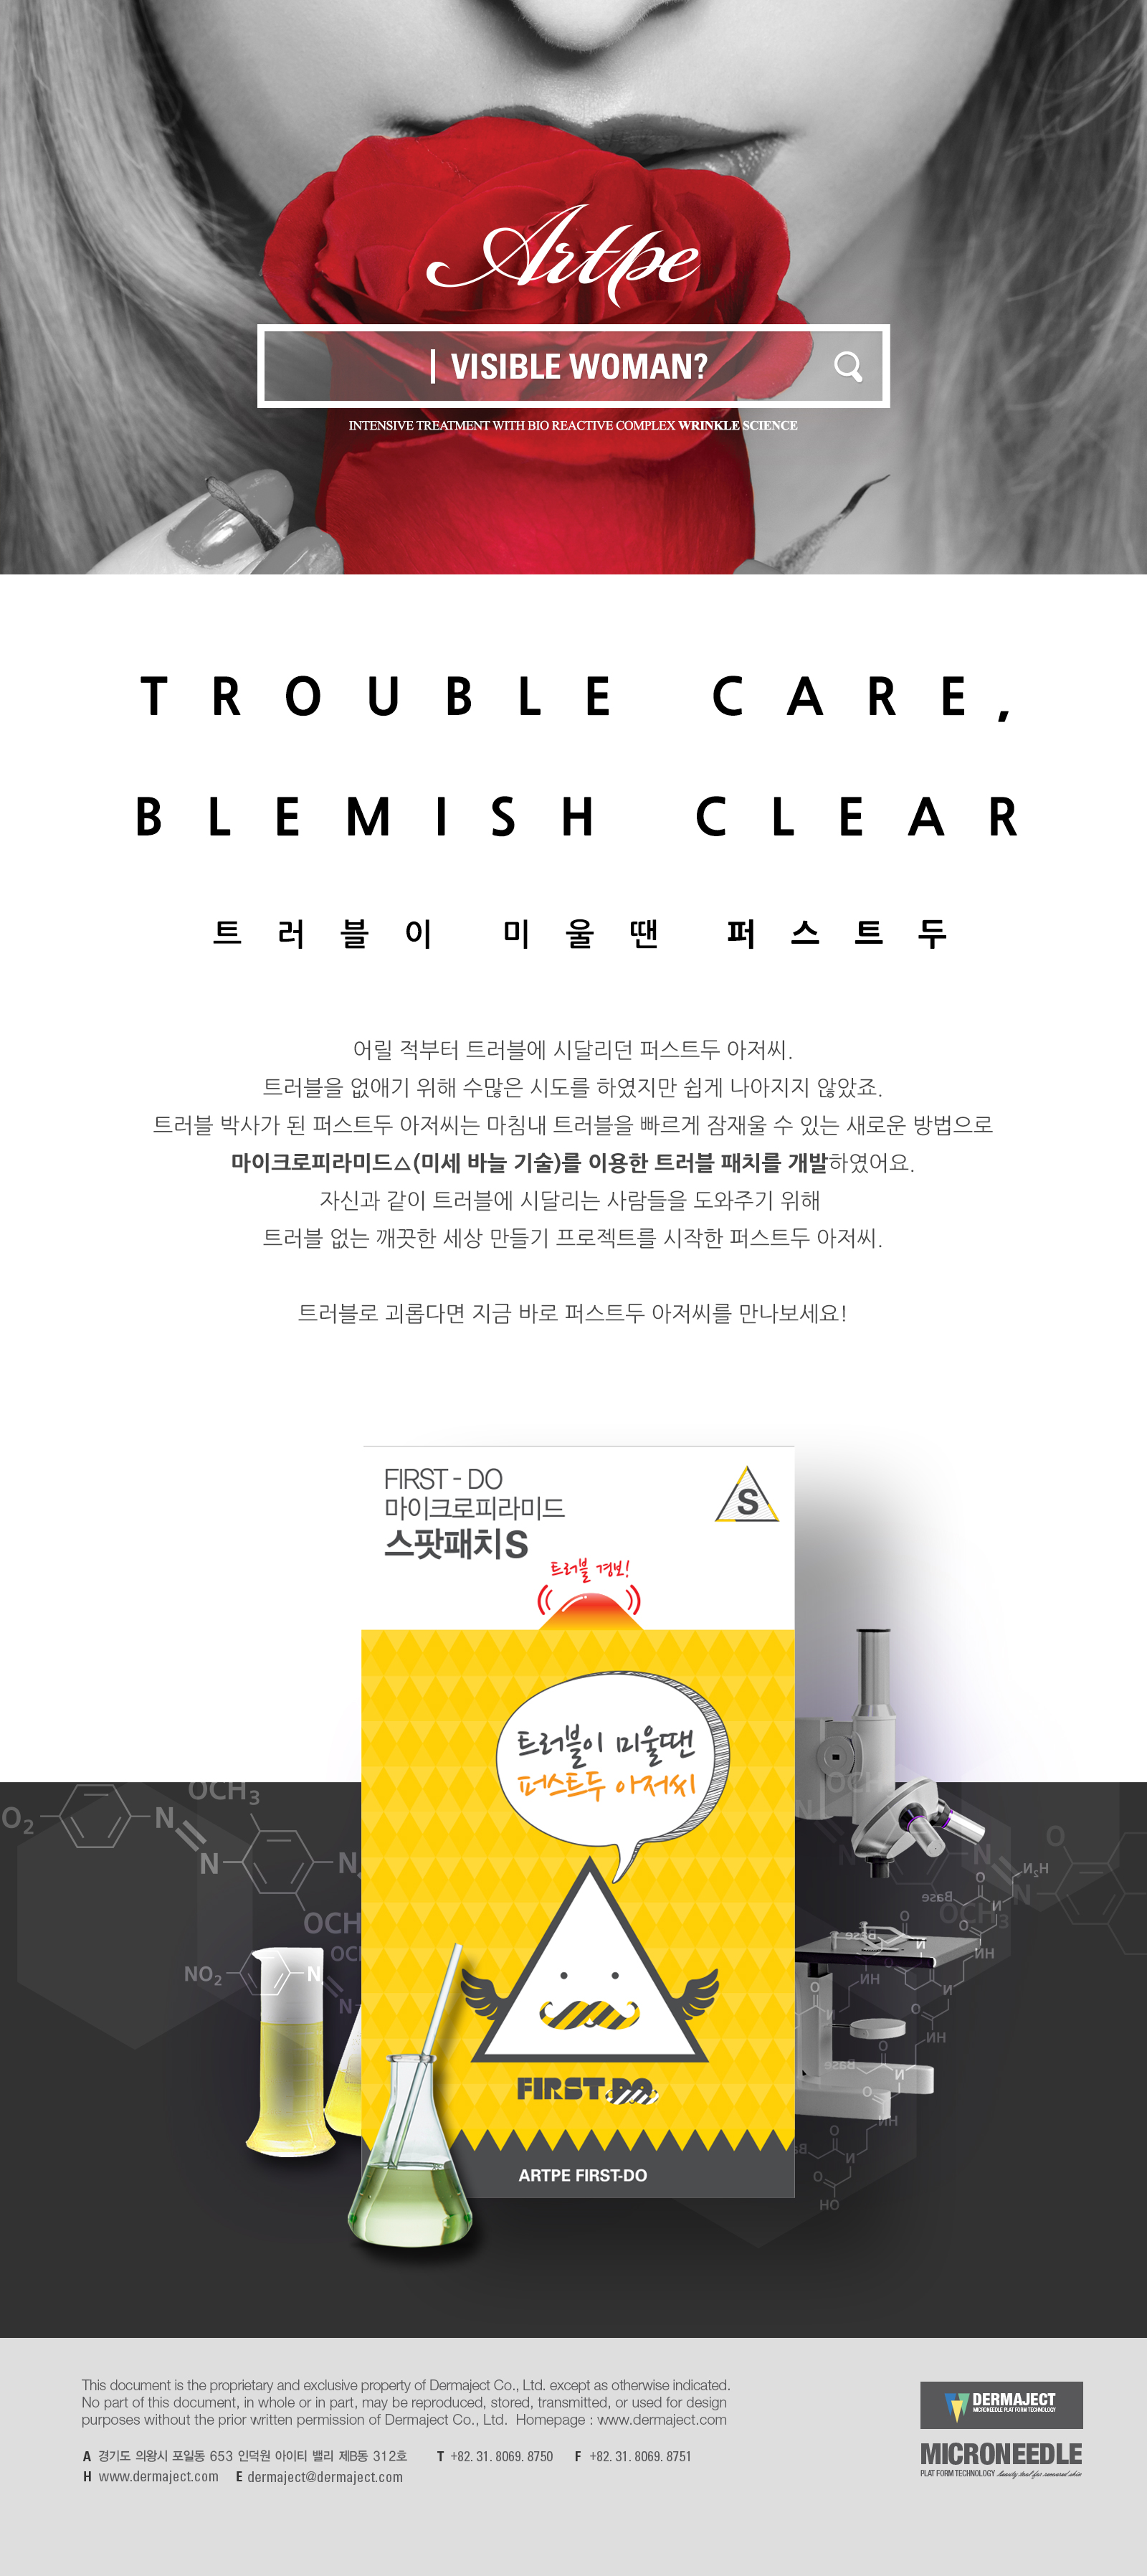 Artpe
| VISIBLE WOMAN?
INTENSIVE TREATMENT WITH BIO REACTIVE COMPLEX WRINKLE SCIENCE
TROUBLE CARE,
BLEMISH CLEAR
트러블이 미울땐 퍼스트두
어릴 적부터 트러블에 시달리던 퍼스트두 아저씨.
트러블을 없애기 위해 수많은 시도를 하였지만 쉽게 나아지지 않았죠.
트러블 박사가 된 퍼스트두 아저씨는 마침내 트러블을 빠르게 잠재울 수 있는 새로운 방법으로
마이크로피라미드△(미세 바늘 기술)를 이용한 트러블 패치를 개발하였어요.
자신과 같이 트러블에 시달리는 사람들을 도와주기 위해
트러블 없는 깨끗한 세상 만들기 프로젝트를 시작한 퍼스트두 아저씨.
트러블로 괴롭다면 지금 바로 퍼스트두 아저씨를 만나보세요!
FIRST - DO
마이크로피라미드
스팟패치 S
S
트러블 경보!
트러블이 미울땐
퍼스트두 아저씨
FIRST DO
ARTPE FIRST-DO
This document is the proprietary and exclusive property of Dermaject Co., Ltd. except as otherwise indicated.
No part of this document, in whole or in part, may be reproduced, stored, transmitted, or used for design
purposes without the prior written permission of Dermaject Co., Ltd. Homepage : www.dermaject.com
A 경기도 의왕시 포일동 653 인덕원 아이티 밸리 제B동 312호 T +82. 31. 8069. 8750 F +82. 31. 8069. 8751
H www.dermaject.com E dermaject@dermaject.com
DERMAJECT
MICRONEEDLE PLAT FORM TECHNOLOGY
MICRONEEDLE
PLAT FORM TECHNOLOGY beauty tool for renewed skin